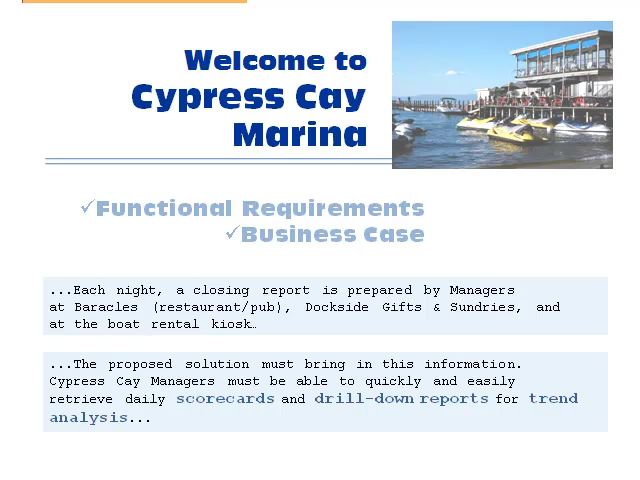 Welcome to
Cypress Cay
Marina
✓Functional Requirements
✓Business Case
...Each night, a closing report is prepared by Managers
at Baracles (restaurant/pub), Dockside Gifts & Sundries, and
at the boat rental kiosk…
...The proposed solution must bring in this information.
Cypress Cay Managers must be able to quickly and easily
retrieve daily scorecards and drill-down reports for trend
analysis...